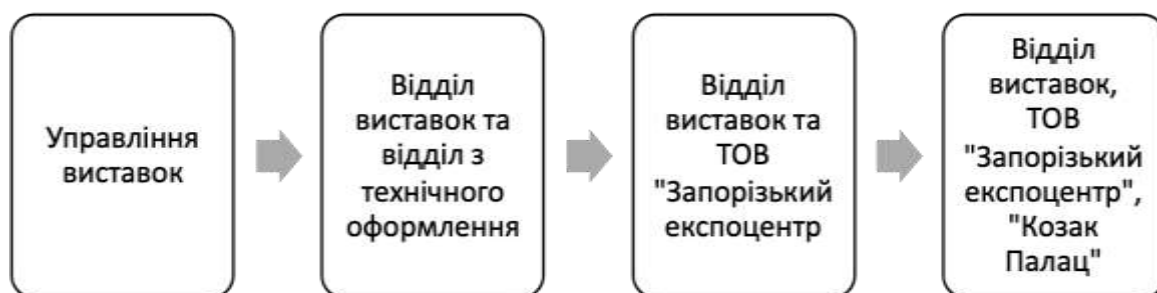 Управління
виставок
Відділ
виставок та
відділ з
технічного
оформлення
Відділ
виставок та
ТОВ
"Запорізький
експоцентр
Відділ
виставок,
ТОВ
"Запорізький
експоцентр",
"Козак
Палац"